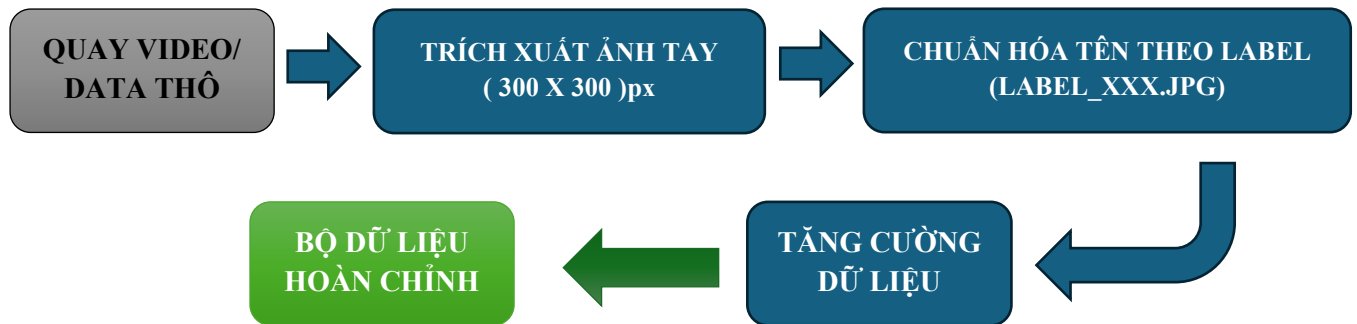 QUAY VIDEO/
DATA THÔ
TRÍCH XUẤT ẢNH TAY
( 300 X 300 )px
CHUẨN HÓA TÊN THEO LABEL
(LABEL_XXX.JPG)
TĂNG CƯỜNG
DỮ LIỆU
BỘ DỮ LIỆU
HOÀN CHỈNH